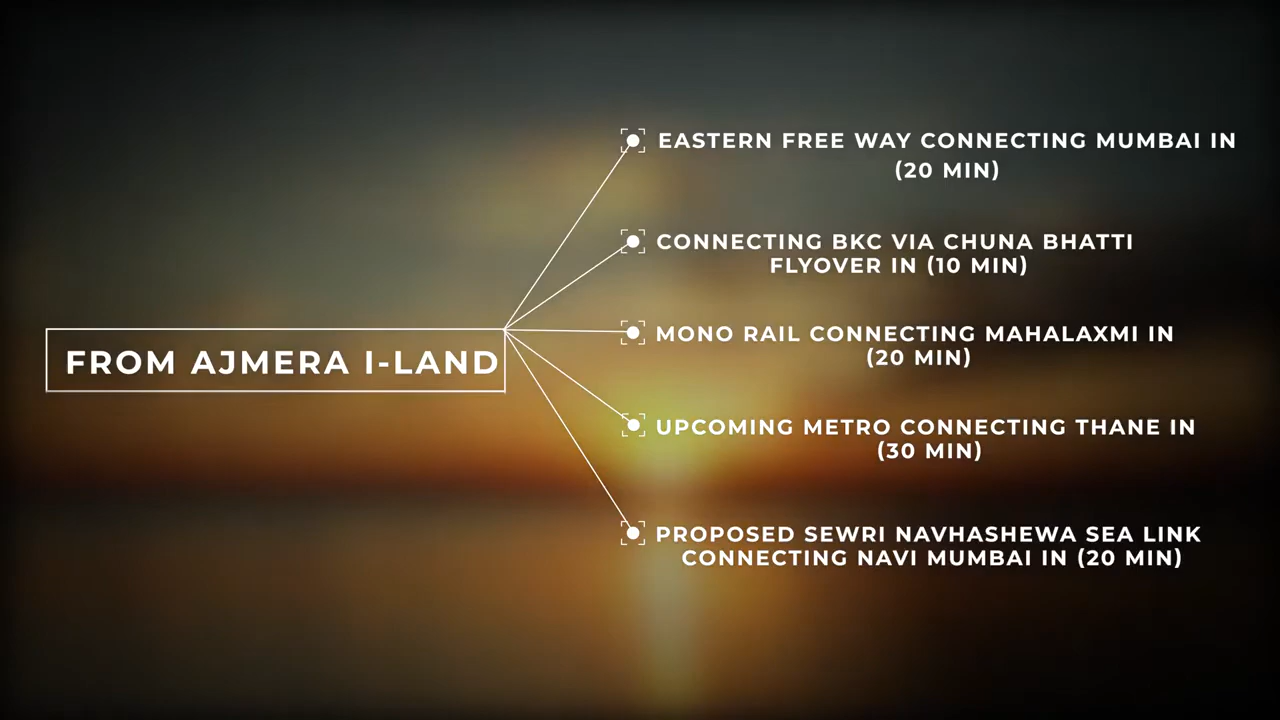 FROM AJMERA I-LAND
EASTERN FREE WAY CONNECTING MUMBAI IN
(20 MIN)
CONNECTING BKC VIA CHUNA BHATTI
FLYOVER IN (10 MIN)
MONO RAIL CONNECTING MAHALAXMI IN
(20 MIN)
UPCOMING METRO CONNECTING THANE IN
(30 MIN)
PROPOSED SEWRI NAVHASHEWA SEA LINK
CONNECTING NAVI MUMBAI IN (20 MIN)